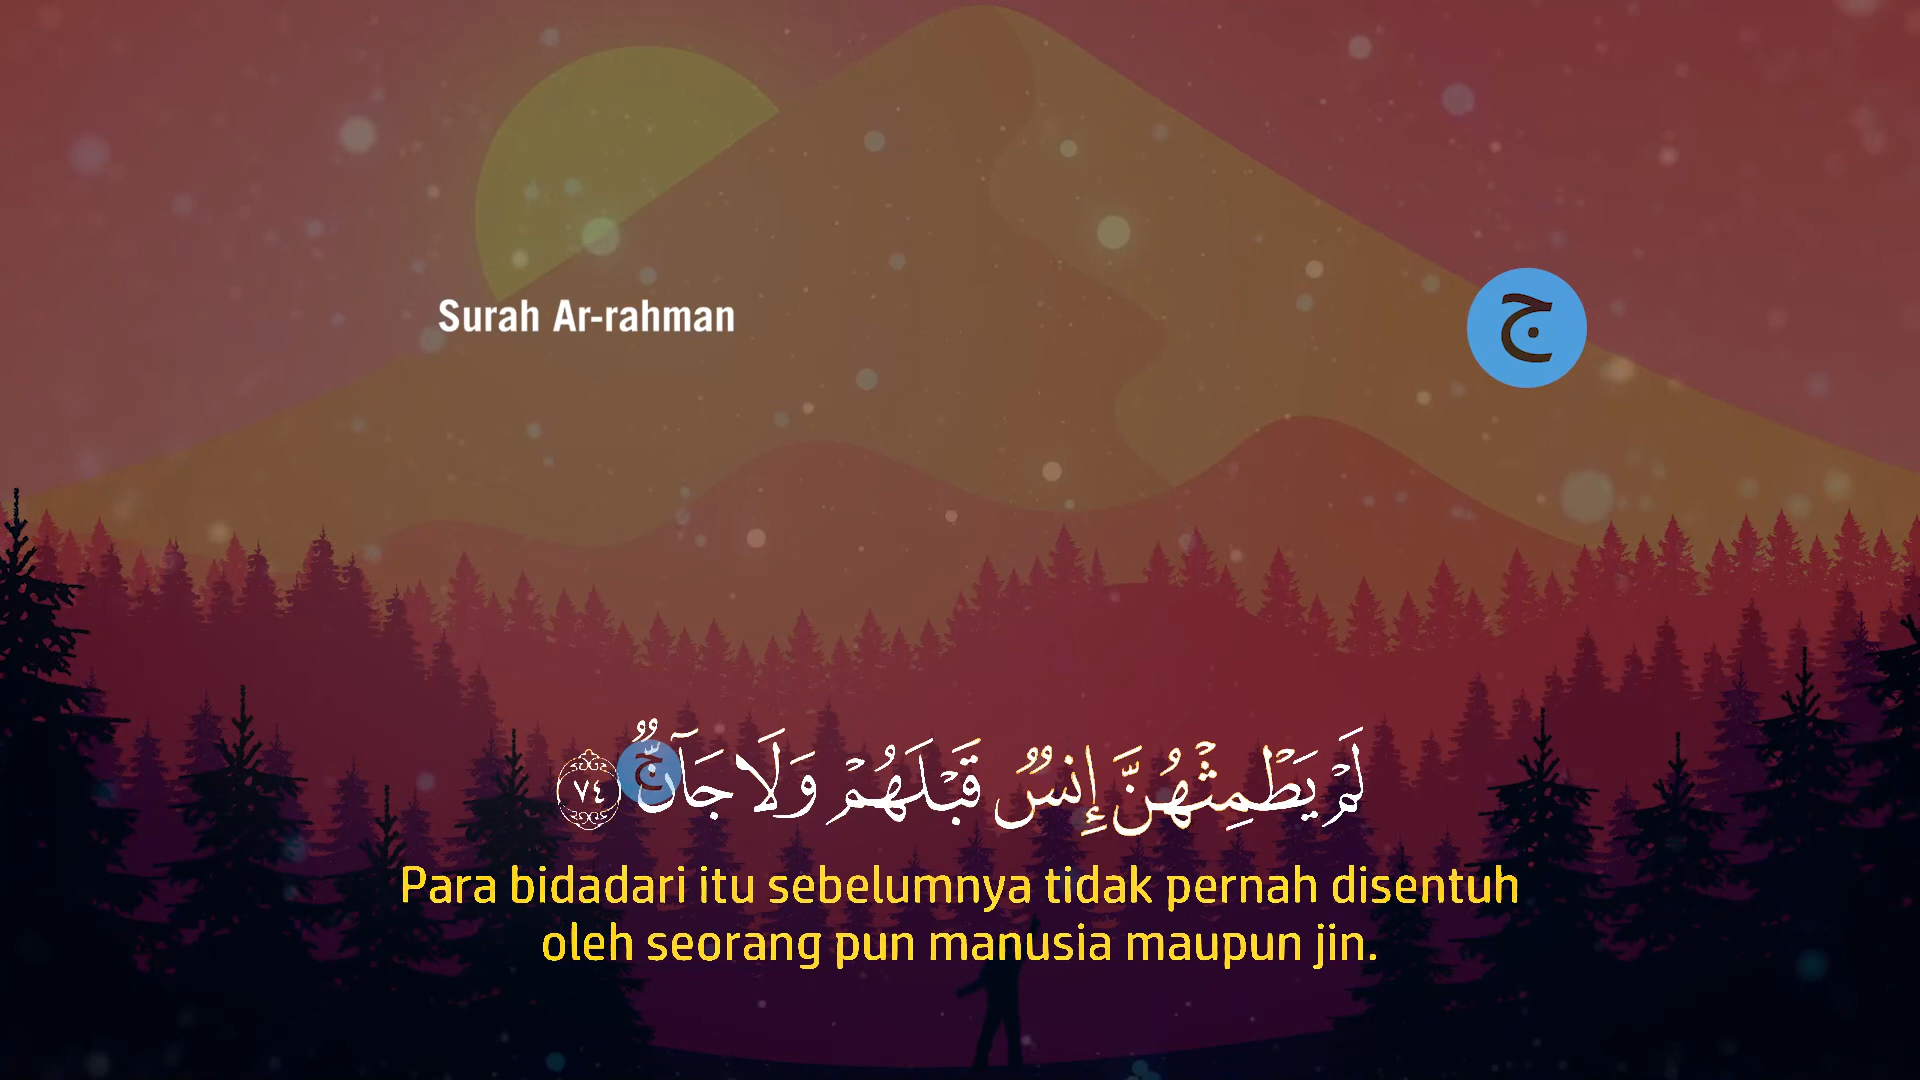 Surah Ar-rahman
ج
لَمْ يَطْمِثْهُنَّ إِنسٌ قَبْلَهُمْ وَلَا جَآنٌّ ٧٤
ج
Para bidadari itu sebelumnya tidak pernah disentuh
oleh seorang pun manusia maupun jin.